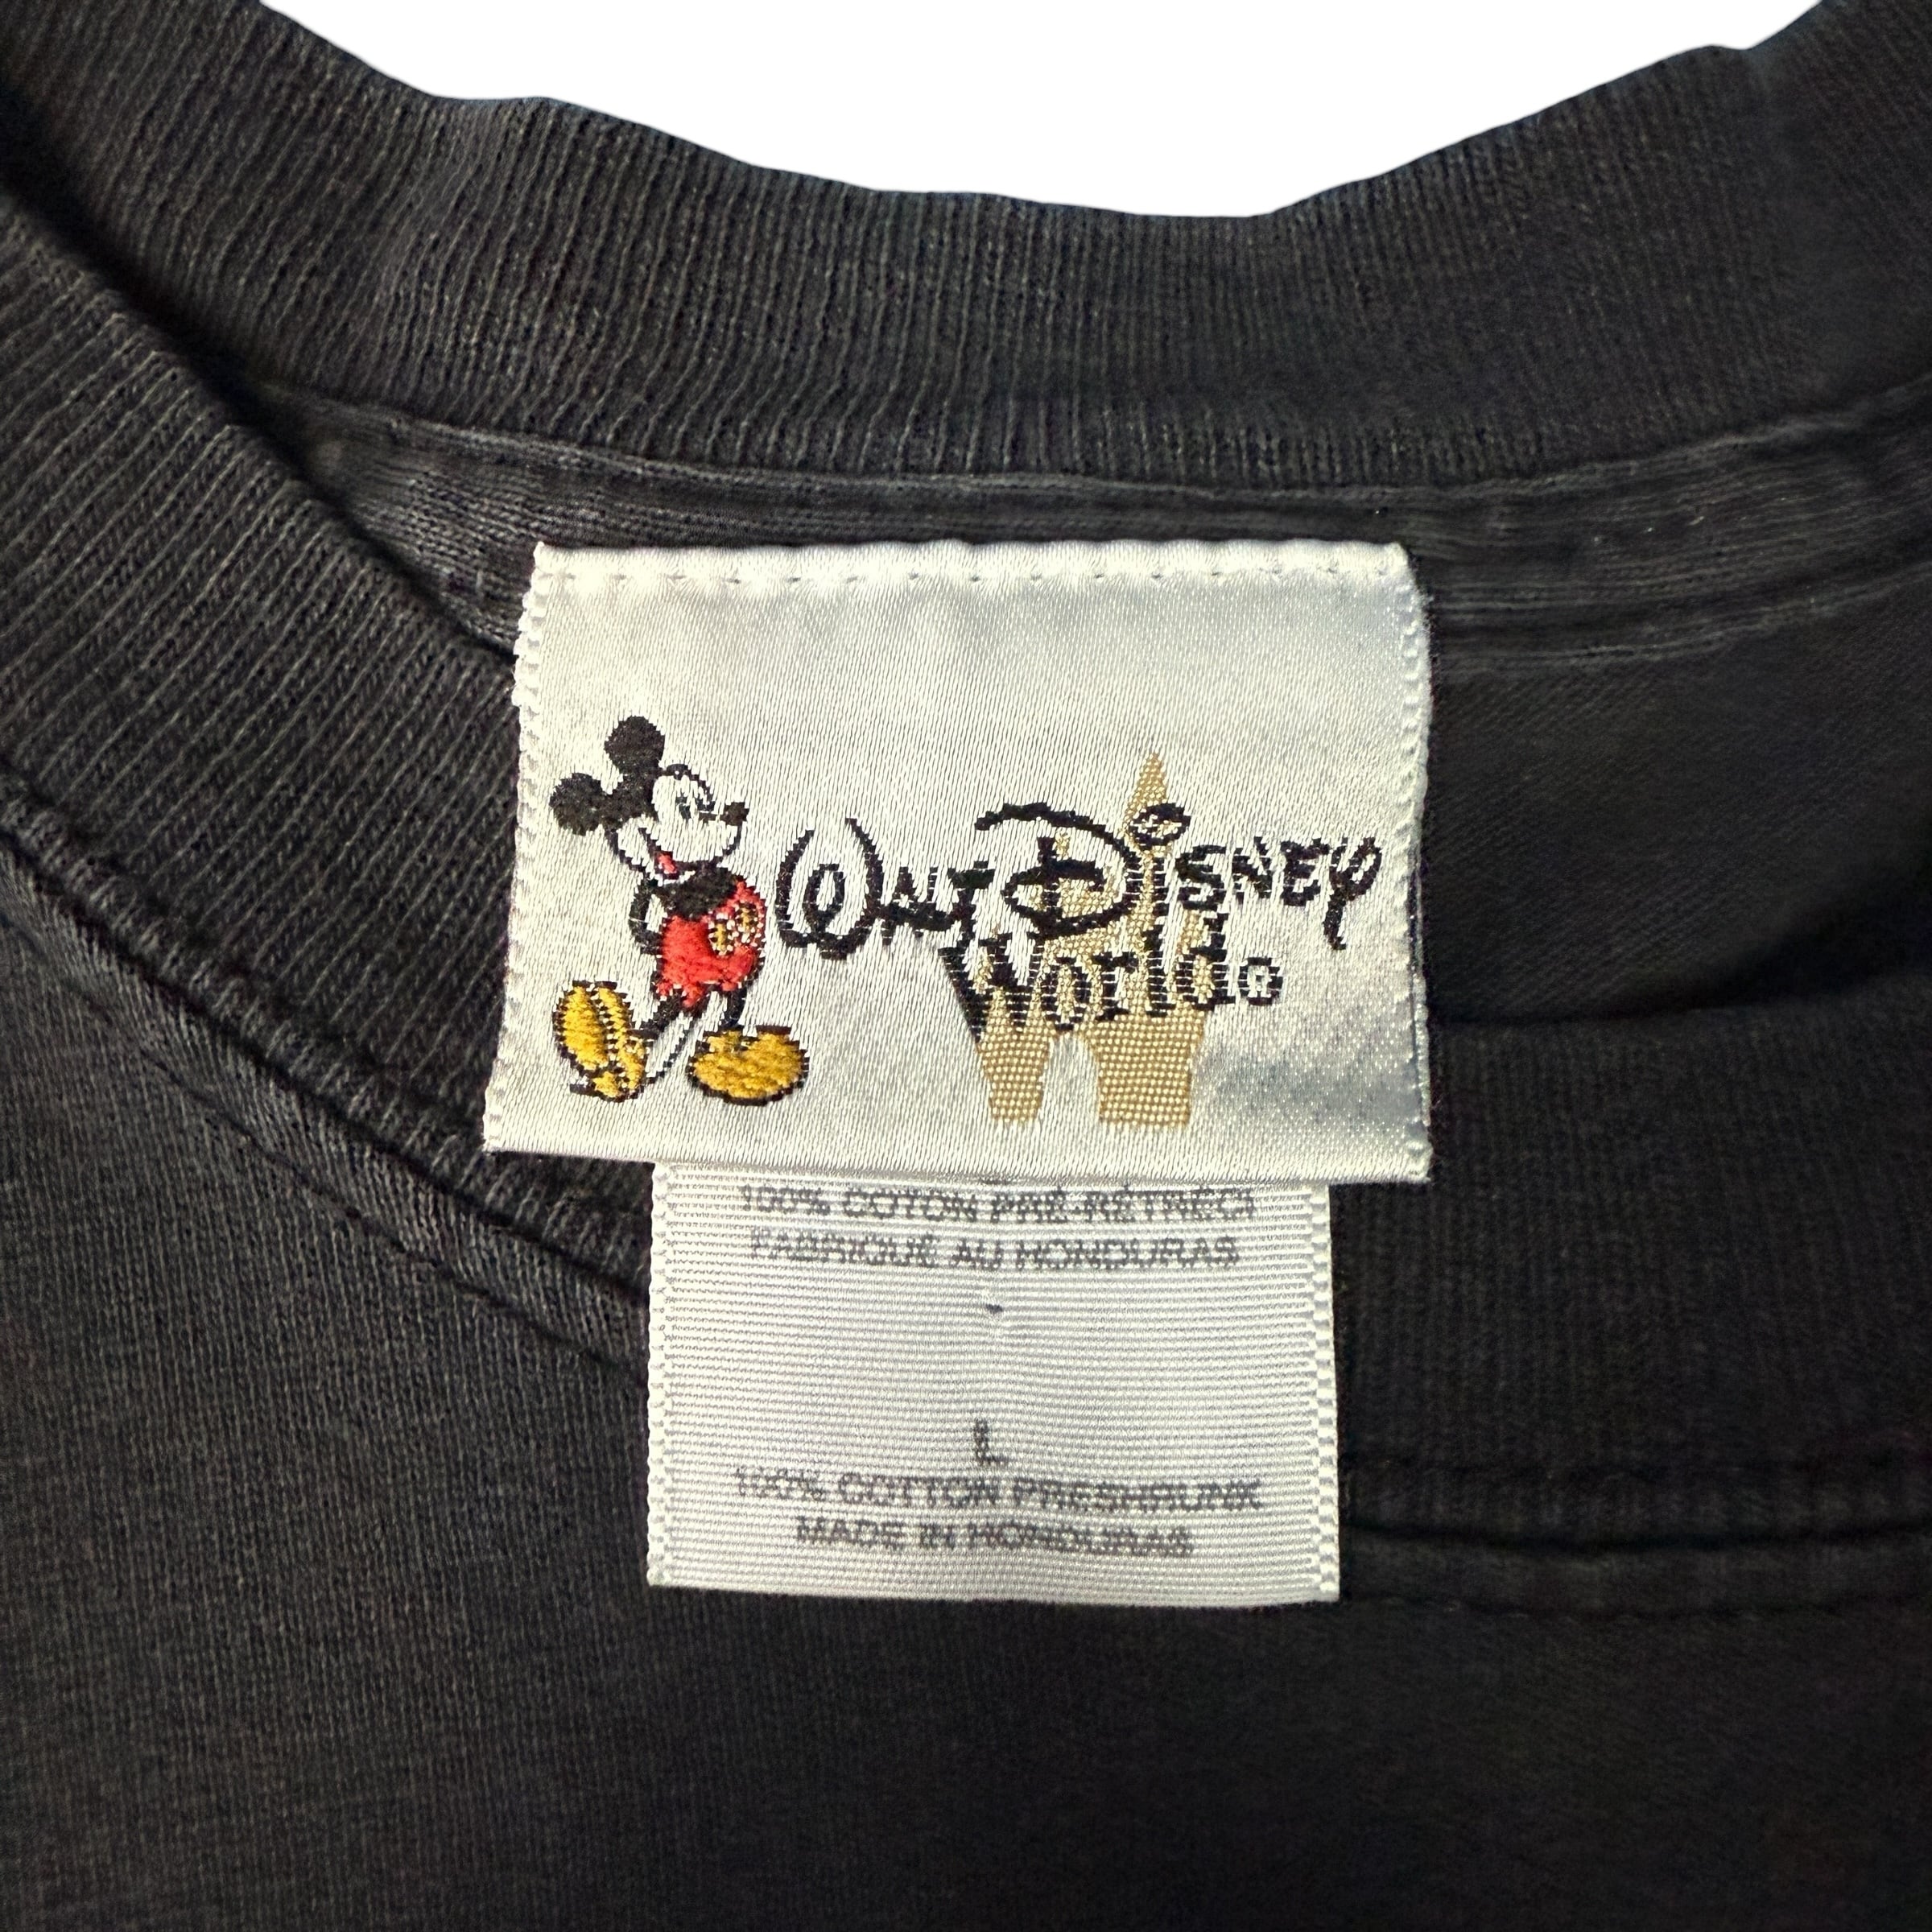 Walt Disney
World®
100% COTON PRÉ-RÉTRÉCI
FABRIQUÉ AU HONDURAS
-
L
100% COTTON PRESHRUNK
MADE IN HONDURAS